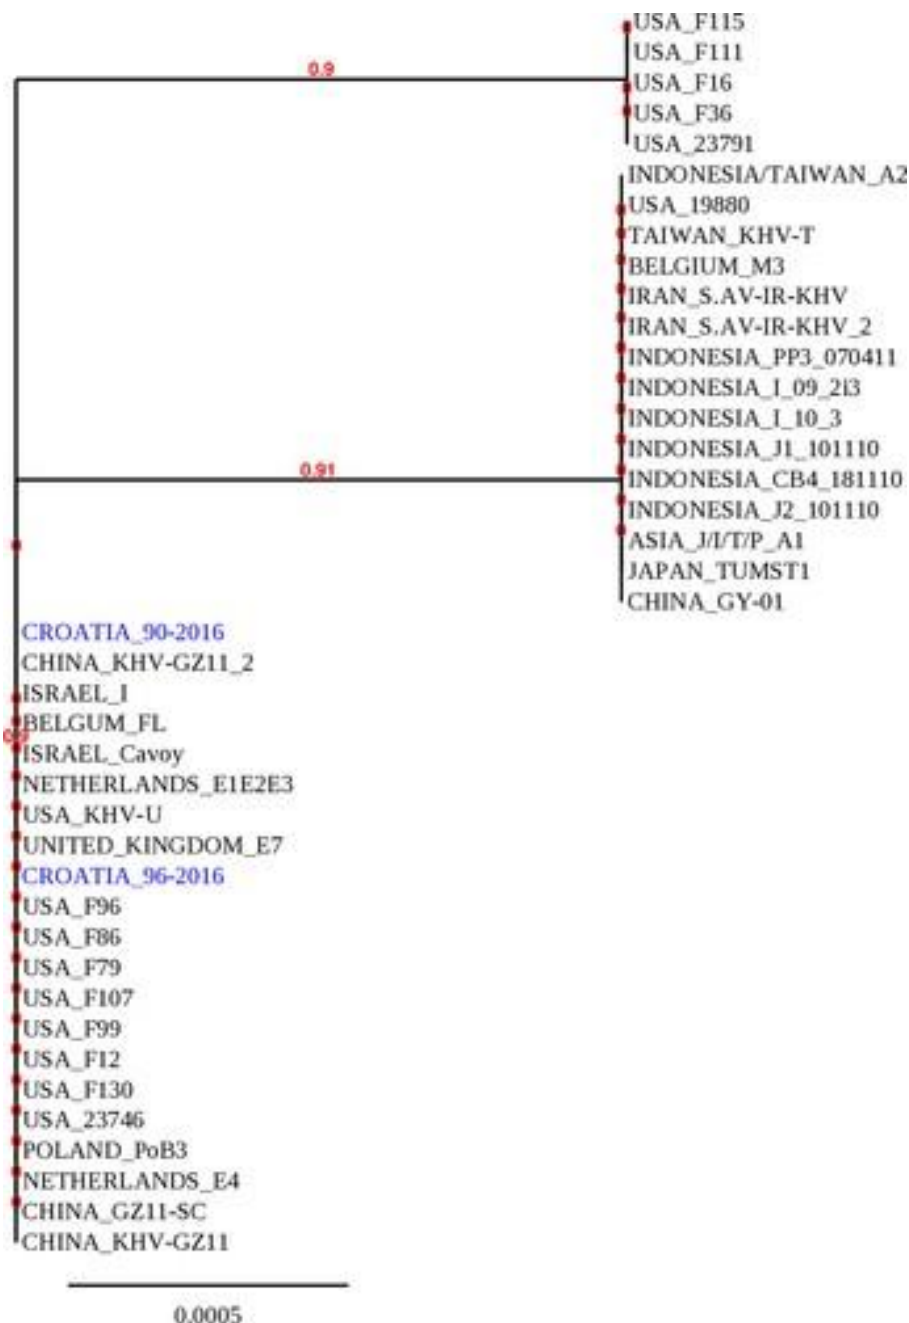 USA_F115
0.9
USA_F111
USA_F16
USA_F36
USA_23791
INDONESIA/TAIWAN_A2
USA_19880
TAIWAN_KHV-T
BELGIUM_M3
IRAN_S.AV-IR-KHV
IRAN_S.AV-IR-KHV_2
INDONESIA_PP3_070411
INDONESIA_I_09_2i3
INDONESIA_I_10_3
INDONESIA_J1_101110
0.91
INDONESIA_CB4_181110
INDONESIA_J2_101110
ASIA_J/I/T/P_A1
JAPAN_TUMST1
CHINA_GY-01
CROATIA_90-2016
CHINA_KHV-GZ11_2
ISRAEL_I
BELGUM_FL
ISRAEL_Cavoy
NETHERLANDS_E1E2E3
USA_KHV-U
UNITED_KINGDOM_E7
CROATIA_96-2016
USA_F96
USA_F86
USA_F79
USA_F107
USA_F99
USA_F12
USA_F130
USA_23746
POLAND_PoB3
NETHERLANDS_E4
CHINA_GZ11-SC
CHINA_KHV-GZ11
0.0005